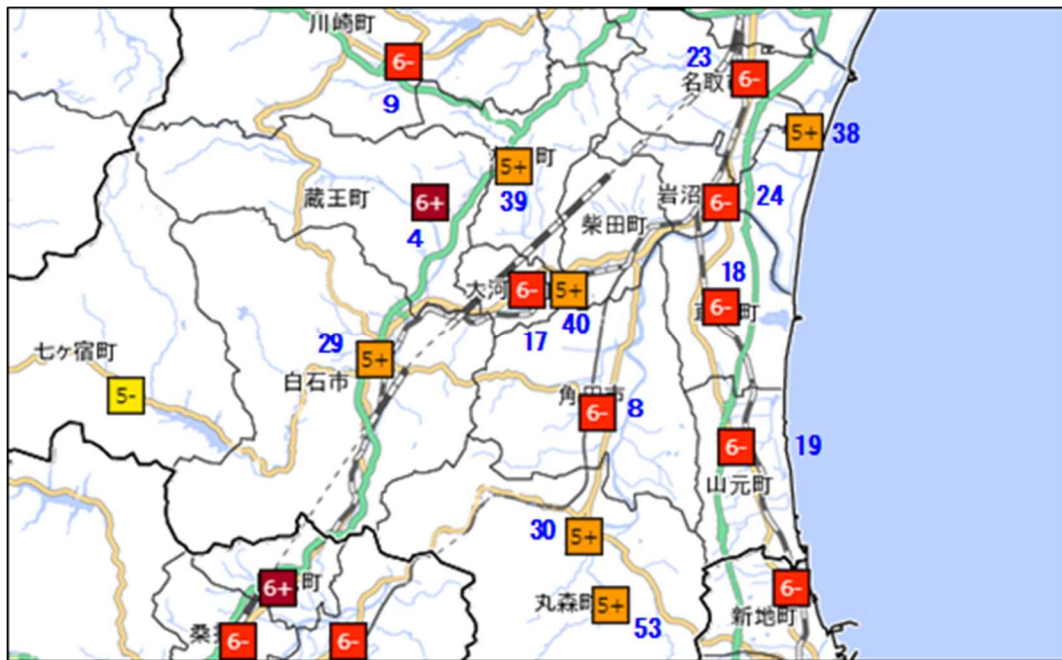 川崎町
6-
9
23
名取
6-
5+
38
5+
町
39
蔵王町
6+
4
岩沼
6-
24
柴田町
大河
6-
5+
17
40
18
6-
町
29
5+
白石市
七ヶ宿町
5-
角田市
6-
8
6-
19
山元町
30
5+
丸森町
5+
53
6+
町
6-
新地町
桑折
6-
6-